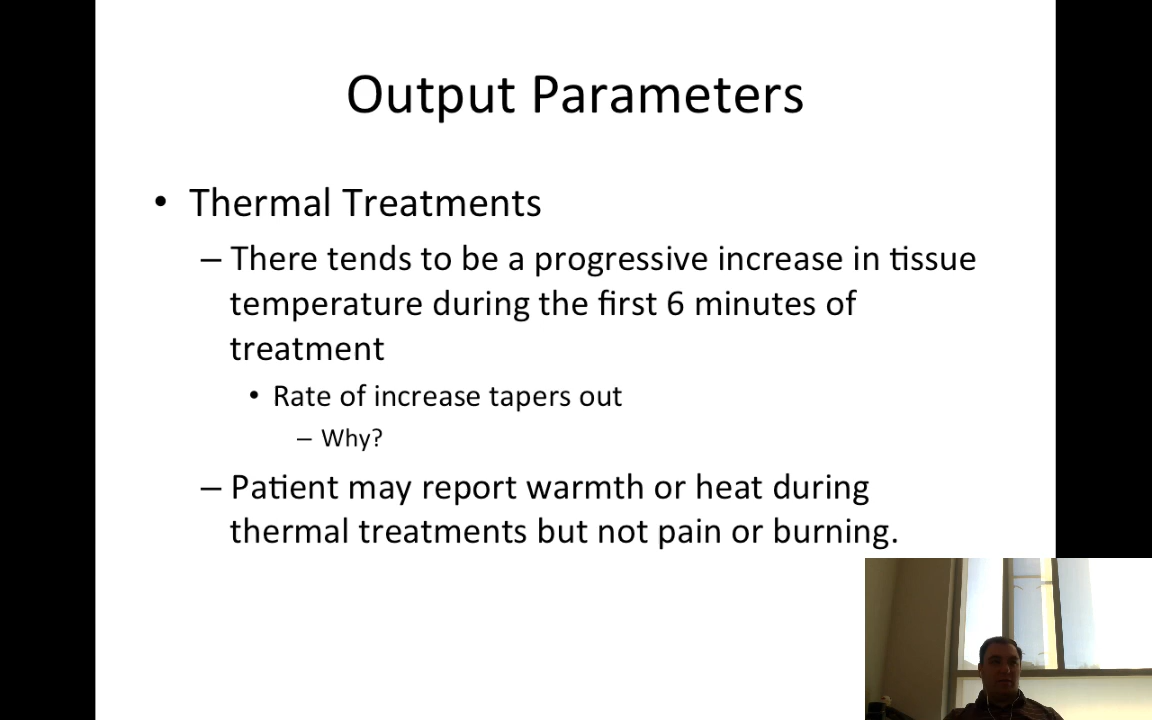 Output Parameters
• Thermal Treatments
– There tends to be a progressive increase in tissue
temperature during the first 6 minutes of
treatment
• Rate of increase tapers out
– Why?
– Patient may report warmth or heat during
thermal treatments but not pain or burning.